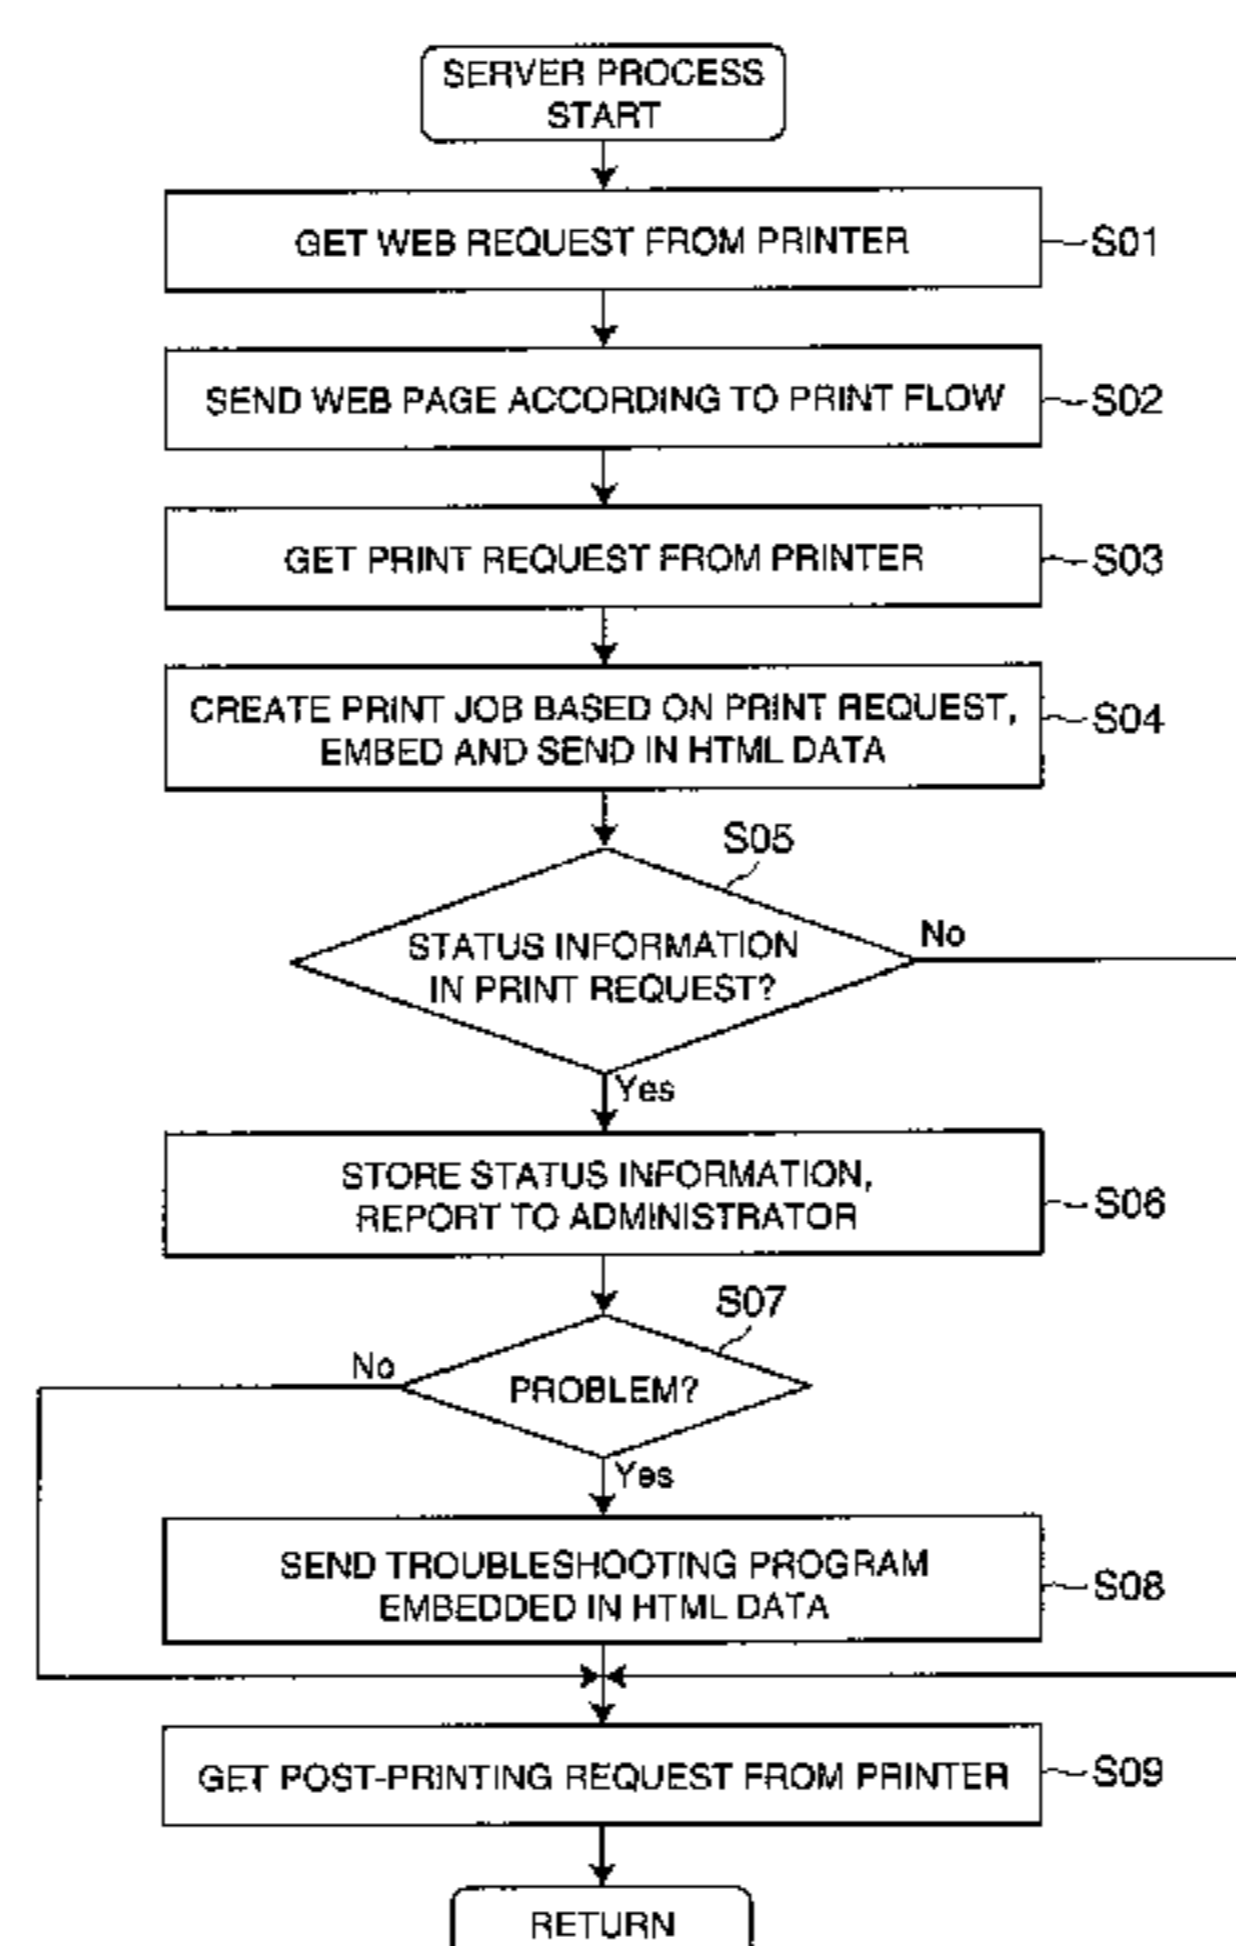 SERVER PROCESS
START
GET WEB REQUEST FROM PRINTER
S01
SEND WEB PAGE ACCORDING TO PRINT FLOW
S02
GET PRINT REQUEST FROM PRINTER
S03
CREATE PRINT JOB BASED ON PRINT REQUEST,
EMBED AND SEND IN HTML DATA
S04
S05
STATUS INFORMATION
IN PRINT REQUEST?
No
Yes
STORE STATUS INFORMATION,
REPORT TO ADMINISTRATOR
S06
S07
PROBLEM?
No
Yes
SEND TROUBLESHOOTING PROGRAM
EMBEDDED IN HTML DATA
S08
GET POST-PRINTING REQUEST FROM PRINTER
S09
RETURN